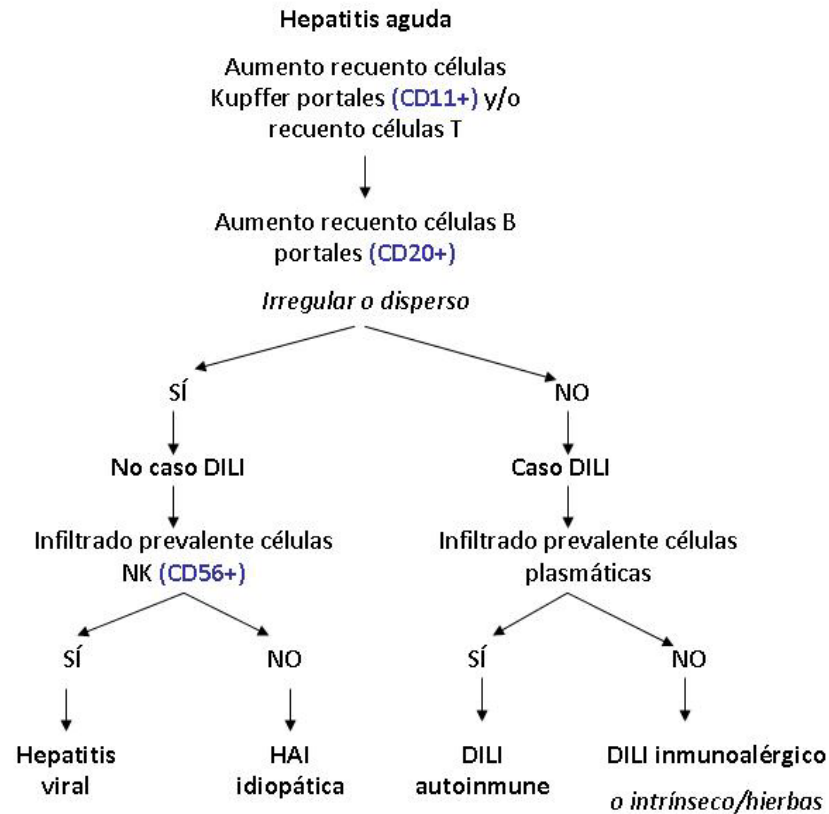 Hepatitis aguda
Aumento recuento células
Kupffer portales (CD11+) y/o
recuento células T
Aumento recuento células B
portales (CD20+)
Irregular o disperso
SÍ
NO
No caso DILI
Caso DILI
Infiltrado prevalente células
NK (CD56+)
Infiltrado prevalente células
plasmáticas
SÍ
NO
SÍ
NO
Hepatitis
viral
HAI
idiopática
DILI
autoinmune
DILI inmunoalérgico
o intrínseco/hierbas